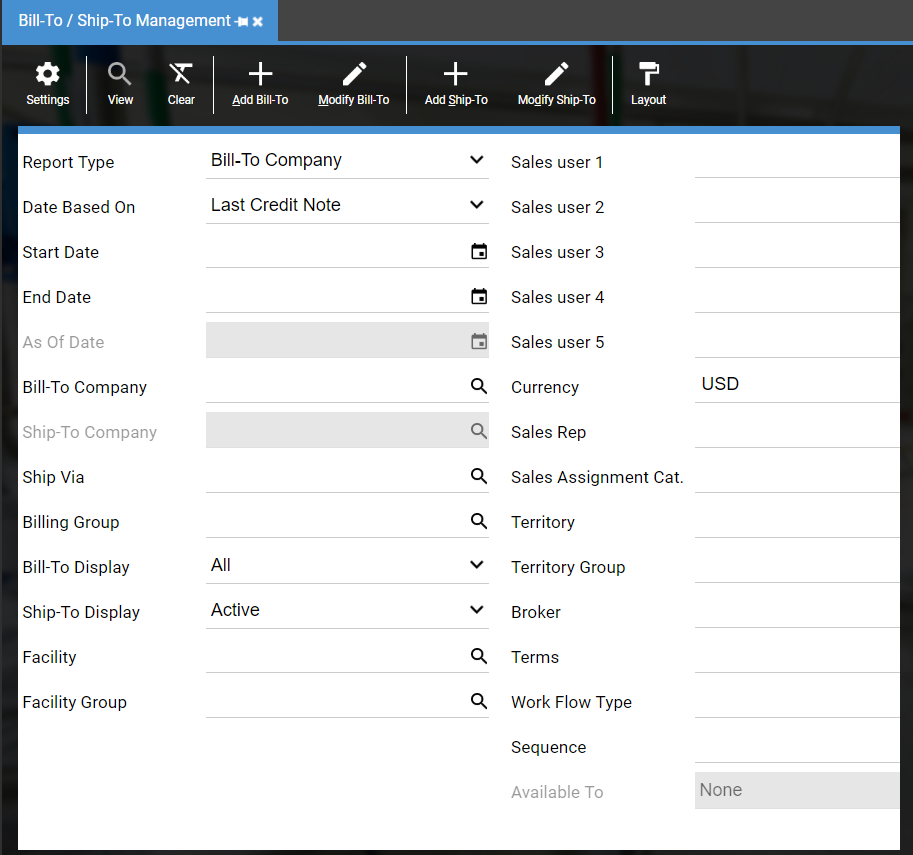 Bill-To / Ship-To Management
Settings
View
Clear
Add Bill-To
Modify Bill-To
Add Ship-To
Modify Ship-To
Layout
Report Type
Bill-To Company
Date Based On
Last Credit Note
Start Date
End Date
As Of Date
Bill-To Company
Ship-To Company
Ship Via
Billing Group
Bill-To Display
All
Ship-To Display
Active
Facility
Facility Group
Sales user 1
Sales user 2
Sales user 3
Sales user 4
Sales user 5
Currency
USD
Sales Rep
Sales Assignment Cat.
Territory
Territory Group
Broker
Terms
Work Flow Type
Sequence
Available To
None